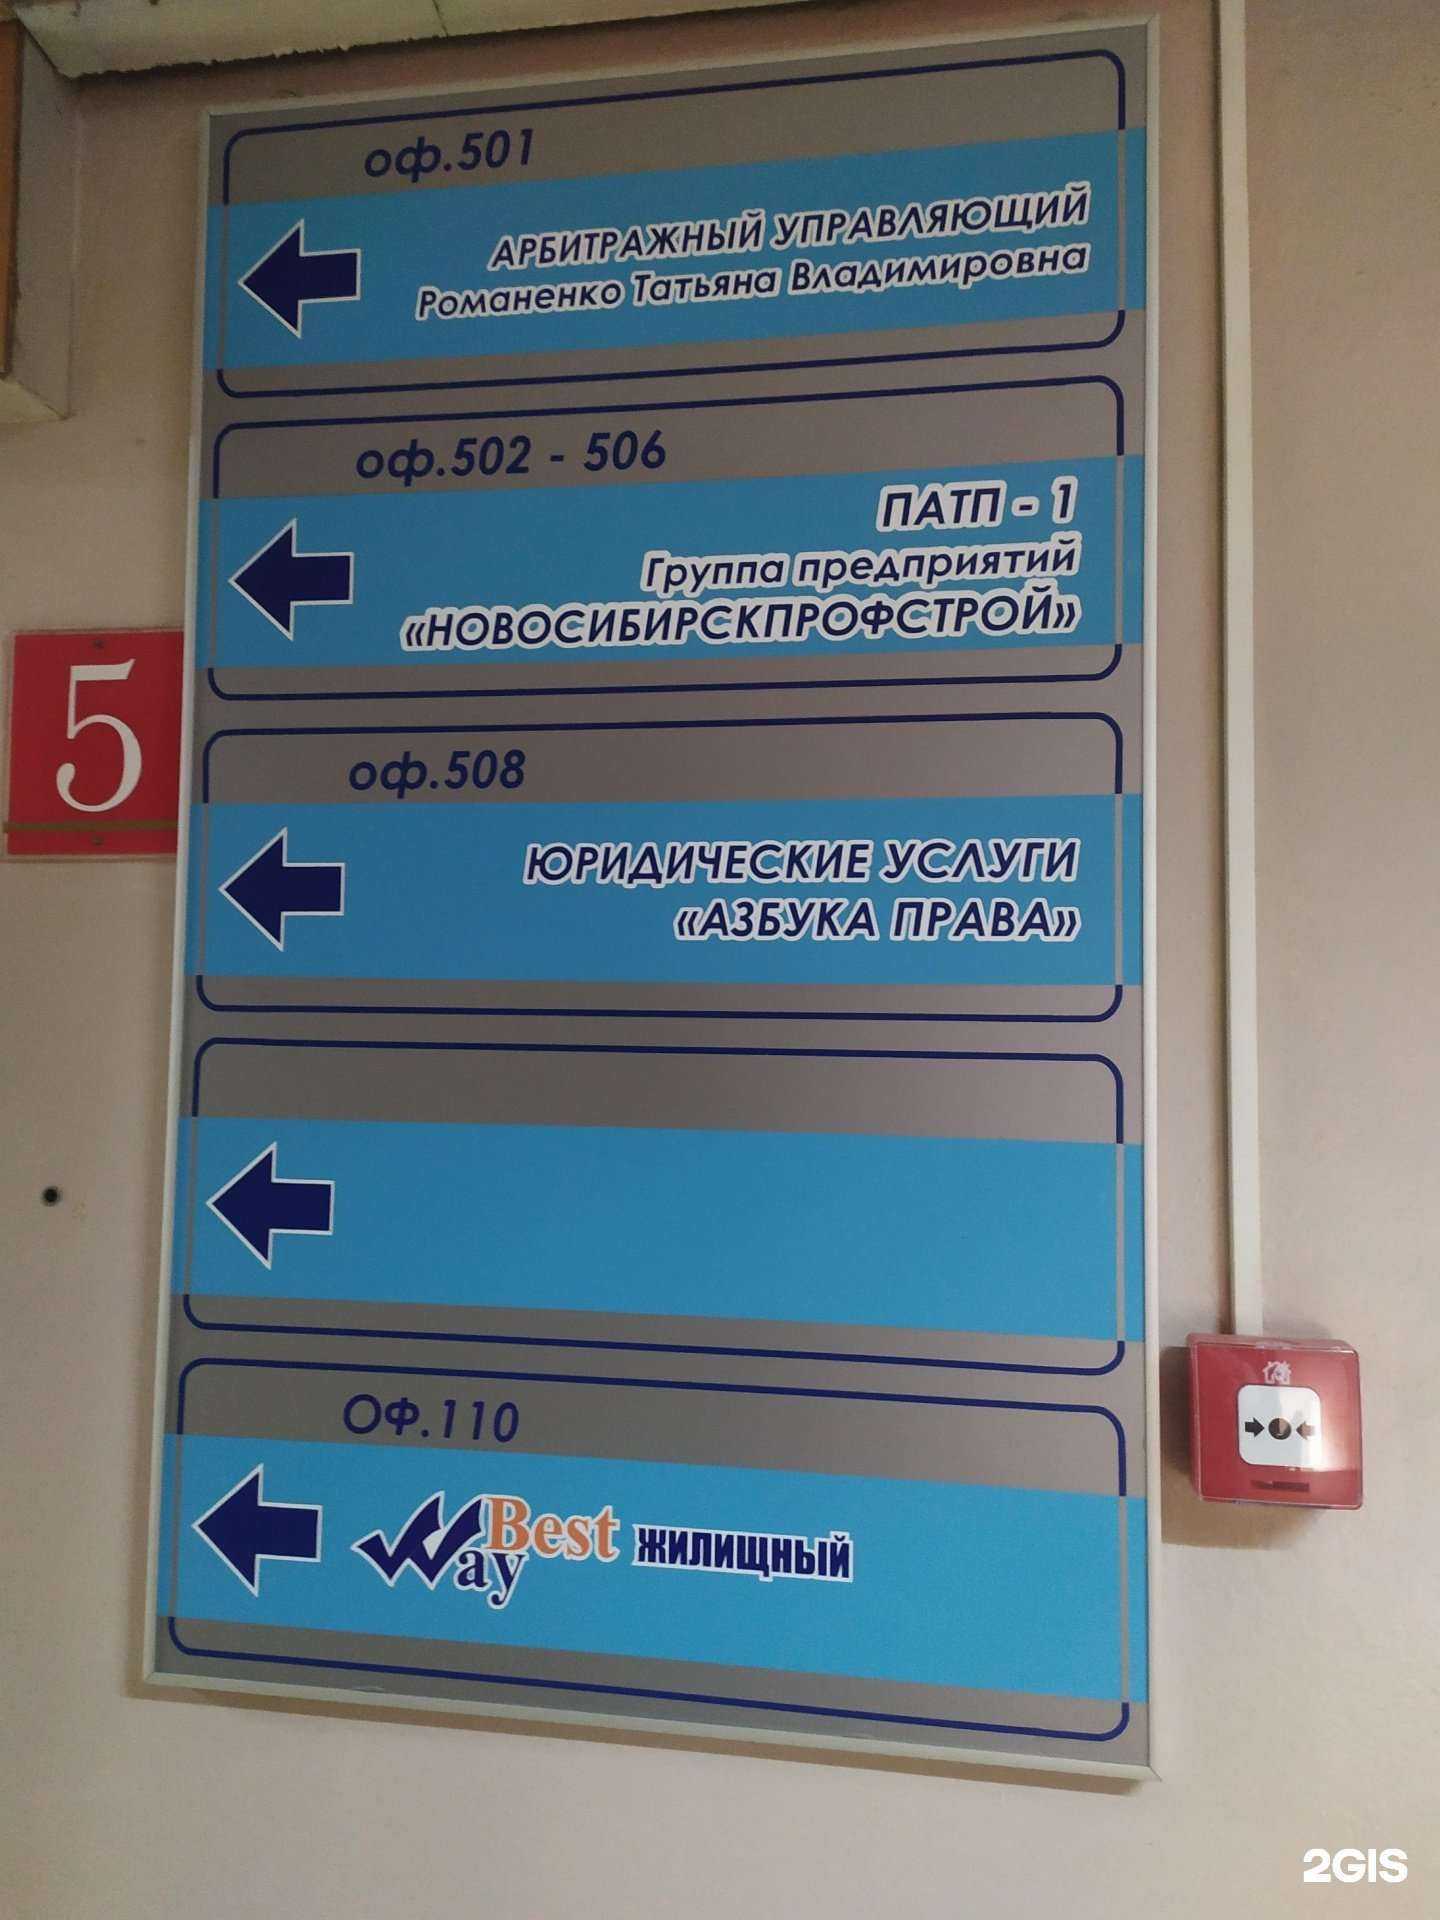 оф.501
АРБИТРАЖНЫЙ УПРАВЛЯЮЩИЙ
Романенко Татьяна Владимировна
оф.502 - 506
ПАТП - 1
Группа предприятий
«НОВОСИБИРСКПРОФСТРОЙ»
5
оф.508
ЮРИДИЧЕСКИЕ УСЛУГИ
«АЗБУКА ПРАВА»
ОФ.110
Best Way жилищный
2GIS